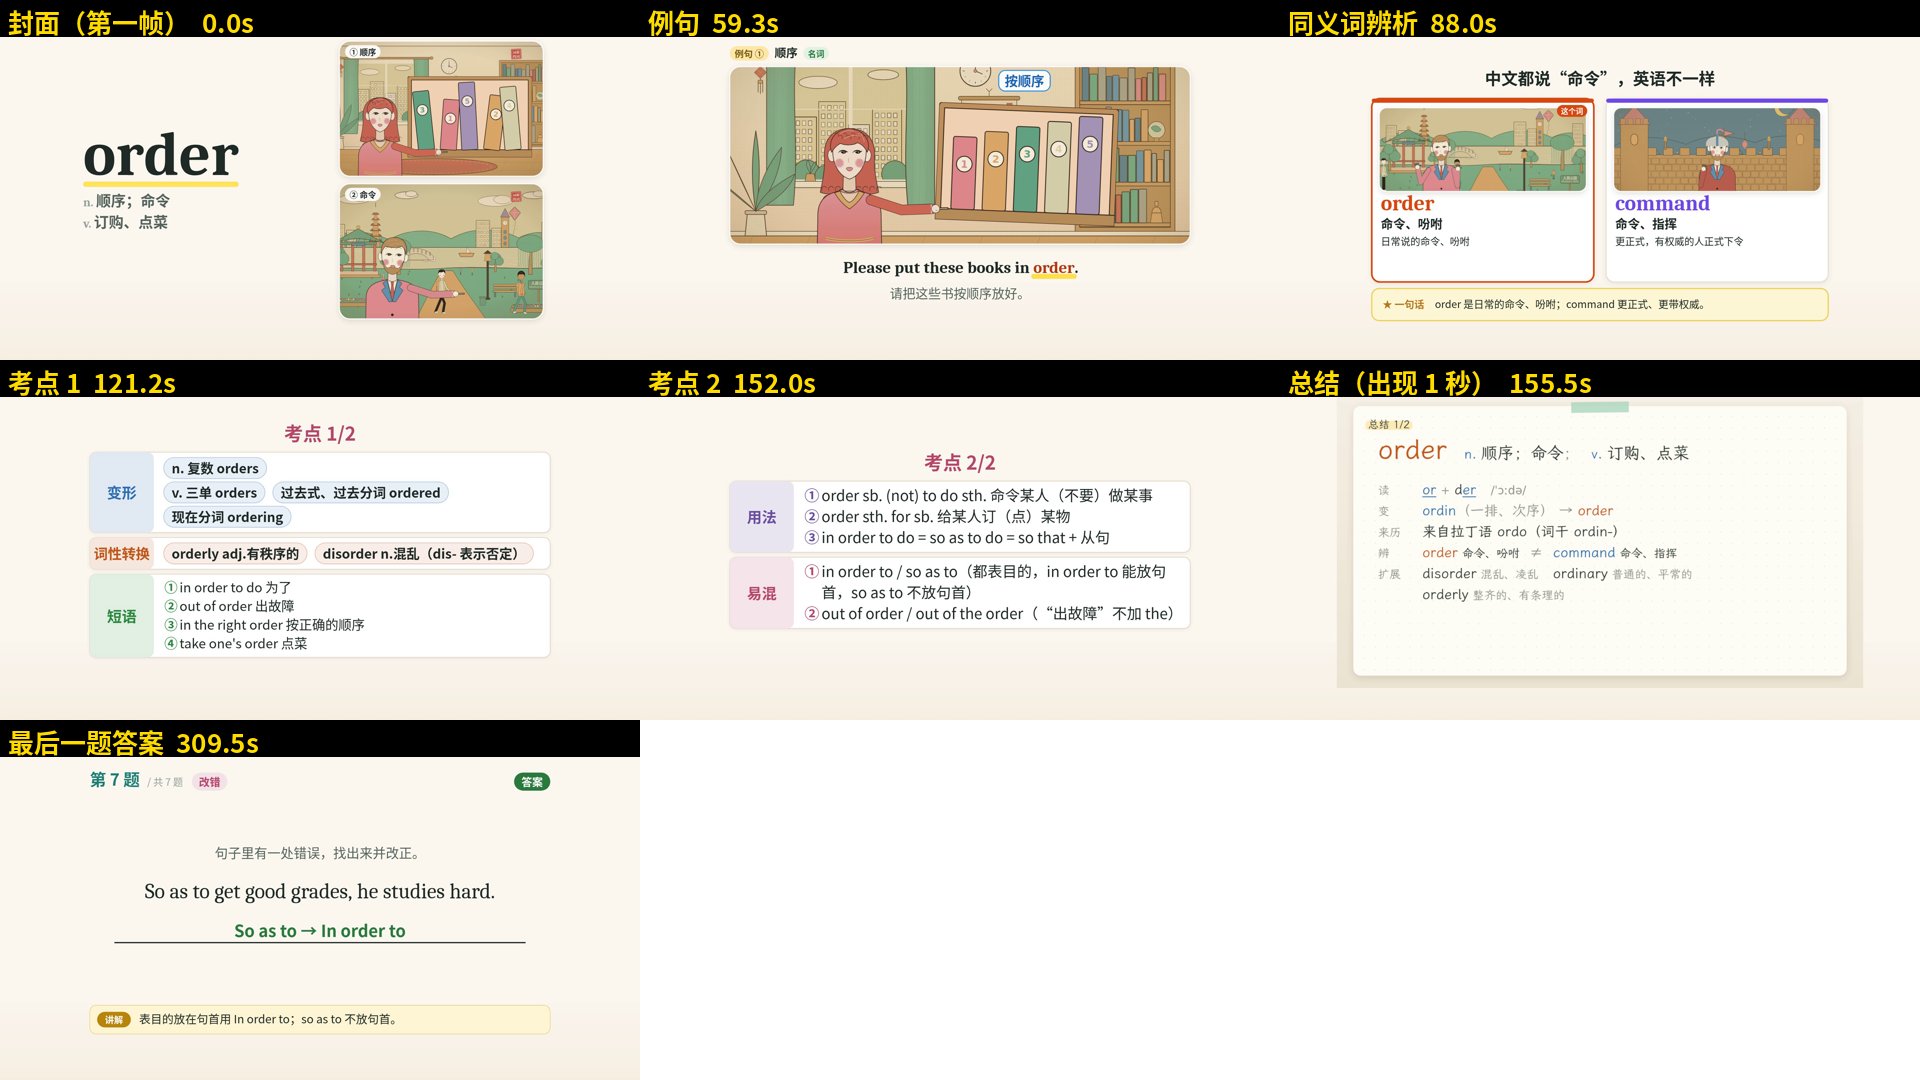 封面（第一帧） 0.0s
order
n. 顺序；命令
v. 订购、点菜
① 顺序
3 1 5 2 4
② 命令
例句 59.3s
例句 ① 顺序 名词
按顺序
1 2 3 4 5
Please put these books in order.
请把这些书按顺序放好。
同义词辨析 88.0s
中文都说“命令”，英语不一样
这个词
order
命令、吩咐
日常说的命令、吩咐
command
命令、指挥
更正式，有权威的人正式下令
★ 一句话 order 是日常的命令、吩咐；command 更正式、更带权威。
考点 1 121.2s
考点 1/2
变形
n. 复数 orders
v. 三单 orders 过去式、过去分词 ordered
现在分词 ordering
词性转换 orderly adj.有秩序的 disorder n.混乱（dis- 表示否定）
短语
① in order to do 为了
② out of order 出故障
③ in the right order 按正确的顺序
④ take one's order 点菜
考点 2 152.0s
考点 2/2
用法
① order sb. (not) to do sth. 命令某人（不要）做某事
② order sth. for sb. 给某人订（点）某物
③ in order to do = so as to do = so that + 从句
易混
① in order to / so as to（都表目的，in order to 能放句
首，so as to 不放句首）
② out of order / out of the order（ “出故障”不加 the）
总结（出现 1 秒） 155.5s
总结 1/2
order n. 顺序；命令； v. 订购、点菜
读 or + der /ˈɔːdə/
变 ordin（一排、次序） → order
来历 来自拉丁语 ordo（词干 ordin-)
辨 order 命令、吩咐 ≠ command 命令、指挥
扩展 disorder 混乱、凌乱 ordinary 普通的、平常的
orderly 整齐的、有条理的
最后一题答案 309.5s
第 7 题 / 共 7 题 改错 答案
句子里有一处错误，找出来并改正。
So as to get good grades, he studies hard.
So as to → In order to
讲解 表目的放在句首用 In order to；so as to 不放句首。